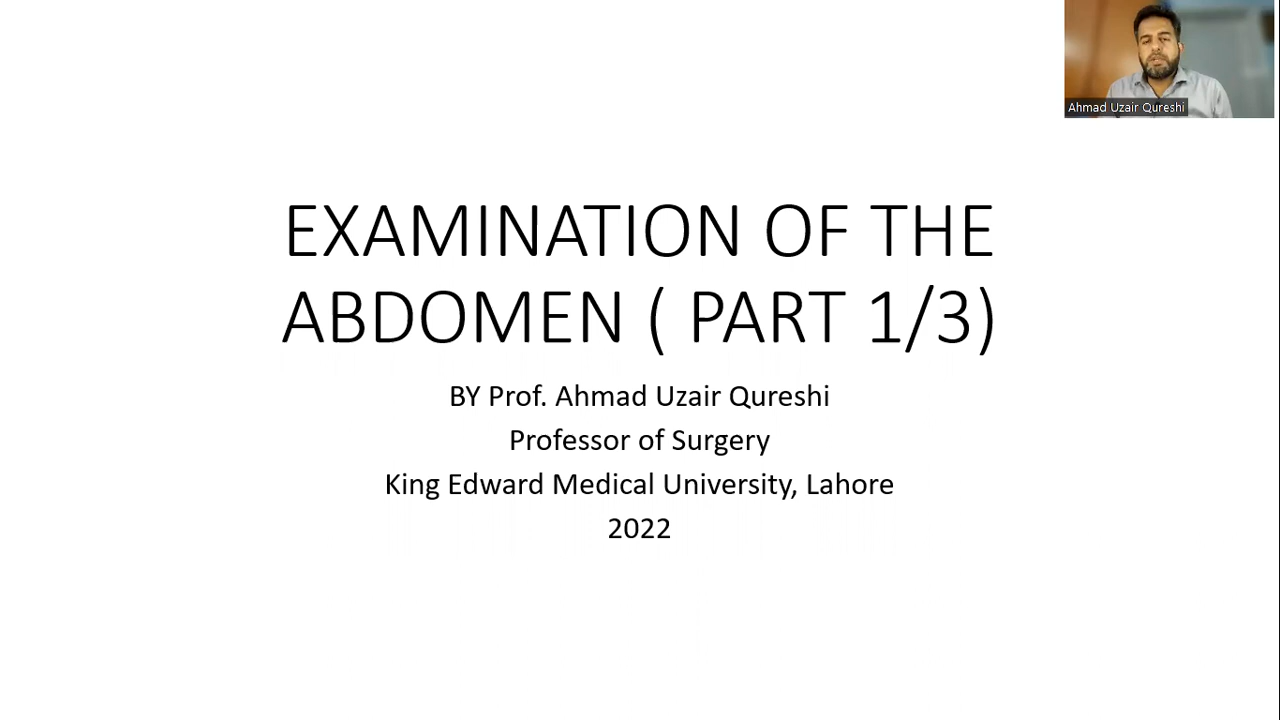 Ahmad Uzair Qureshi
EXAMINATION OF THE
ABDOMEN ( PART 1/3)
BY Prof. Ahmad Uzair Qureshi
Professor of Surgery
King Edward Medical University, Lahore
2022